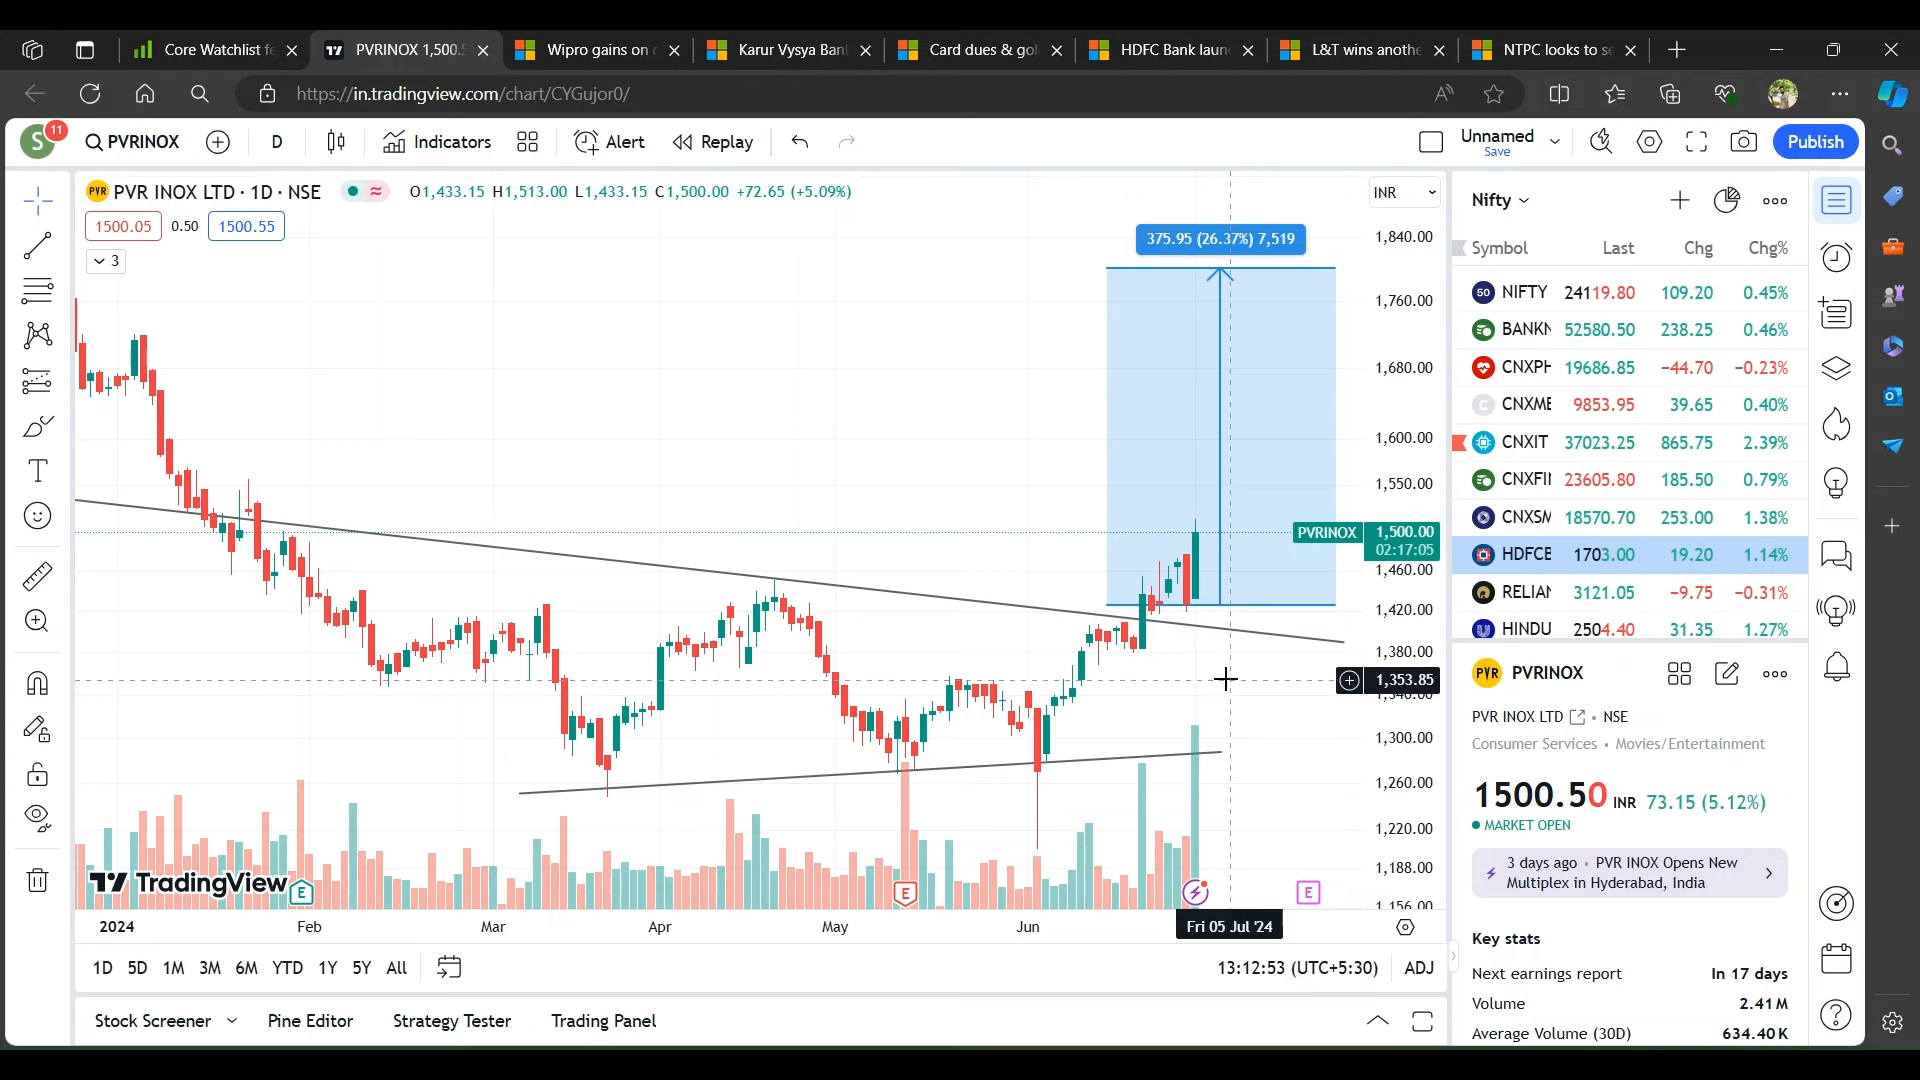 Core Watchlist fe
PVRINOX 1,500.5
Wipro gains on
Karur Vysya Ban
Card dues & gol
HDFC Bank laun
L&T wins anothe
NTPC looks to se
https://in.tradingview.com/chart/CYGujor0/
S
11
PVRINOX
D
Indicators
Alert
Replay
Unnamed
Save
Publish
PVR INOX LTD · 1D · NSE
O1,433.15 H1,513.00 L1,433.15 C1,500.00 +72.65 (+5.09%)
1500.05
0.50
1500.55
3
INR
375.95 (26.37%) 7,519
1,840.00
1,760.00
1,680.00
1,600.00
1,550.00
PVRINOX
1,500.00
02:17:05
1,460.00
1,420.00
1,380.00
1,353.85
1,300.00
1,260.00
1,220.00
1,188.00
1,156.00
TradingView
E
E
E
2024
Feb
Mar
Apr
May
Jun
Fri 05 Jul '24
1D 5D 1M 3M 6M YTD 1Y 5Y All
13:12:53 (UTC+5:30)
ADJ
Stock Screener
Pine Editor
Strategy Tester
Trading Panel
Nifty
Symbol Last Chg Chg%
50 NIFTY 24119.80 109.20 0.45%
BANKN 52580.50 238.25 0.46%
CNXPH 19686.85 −44.70 −0.23%
C CNXME 9853.95 39.65 0.40%
CNXIT 37023.25 865.75 2.39%
CNXFII 23605.80 185.50 0.79%
CNXSM 18570.70 253.00 1.38%
HDFCB 1703.00 19.20 1.14%
RELIAN 3121.05 −9.75 −0.31%
HINDU 2504.40 31.35 1.27%
PVR PVRINOX
PVR INOX LTD • NSE
Consumer Services • Movies/Entertainment
1500.50 INR 73.15 (5.12%)
MARKET OPEN
3 days ago • PVR INOX Opens New
Multiplex in Hyderabad, India
Key stats
Next earnings report In 17 days
Volume 2.41M
Average Volume (30D) 634.40K